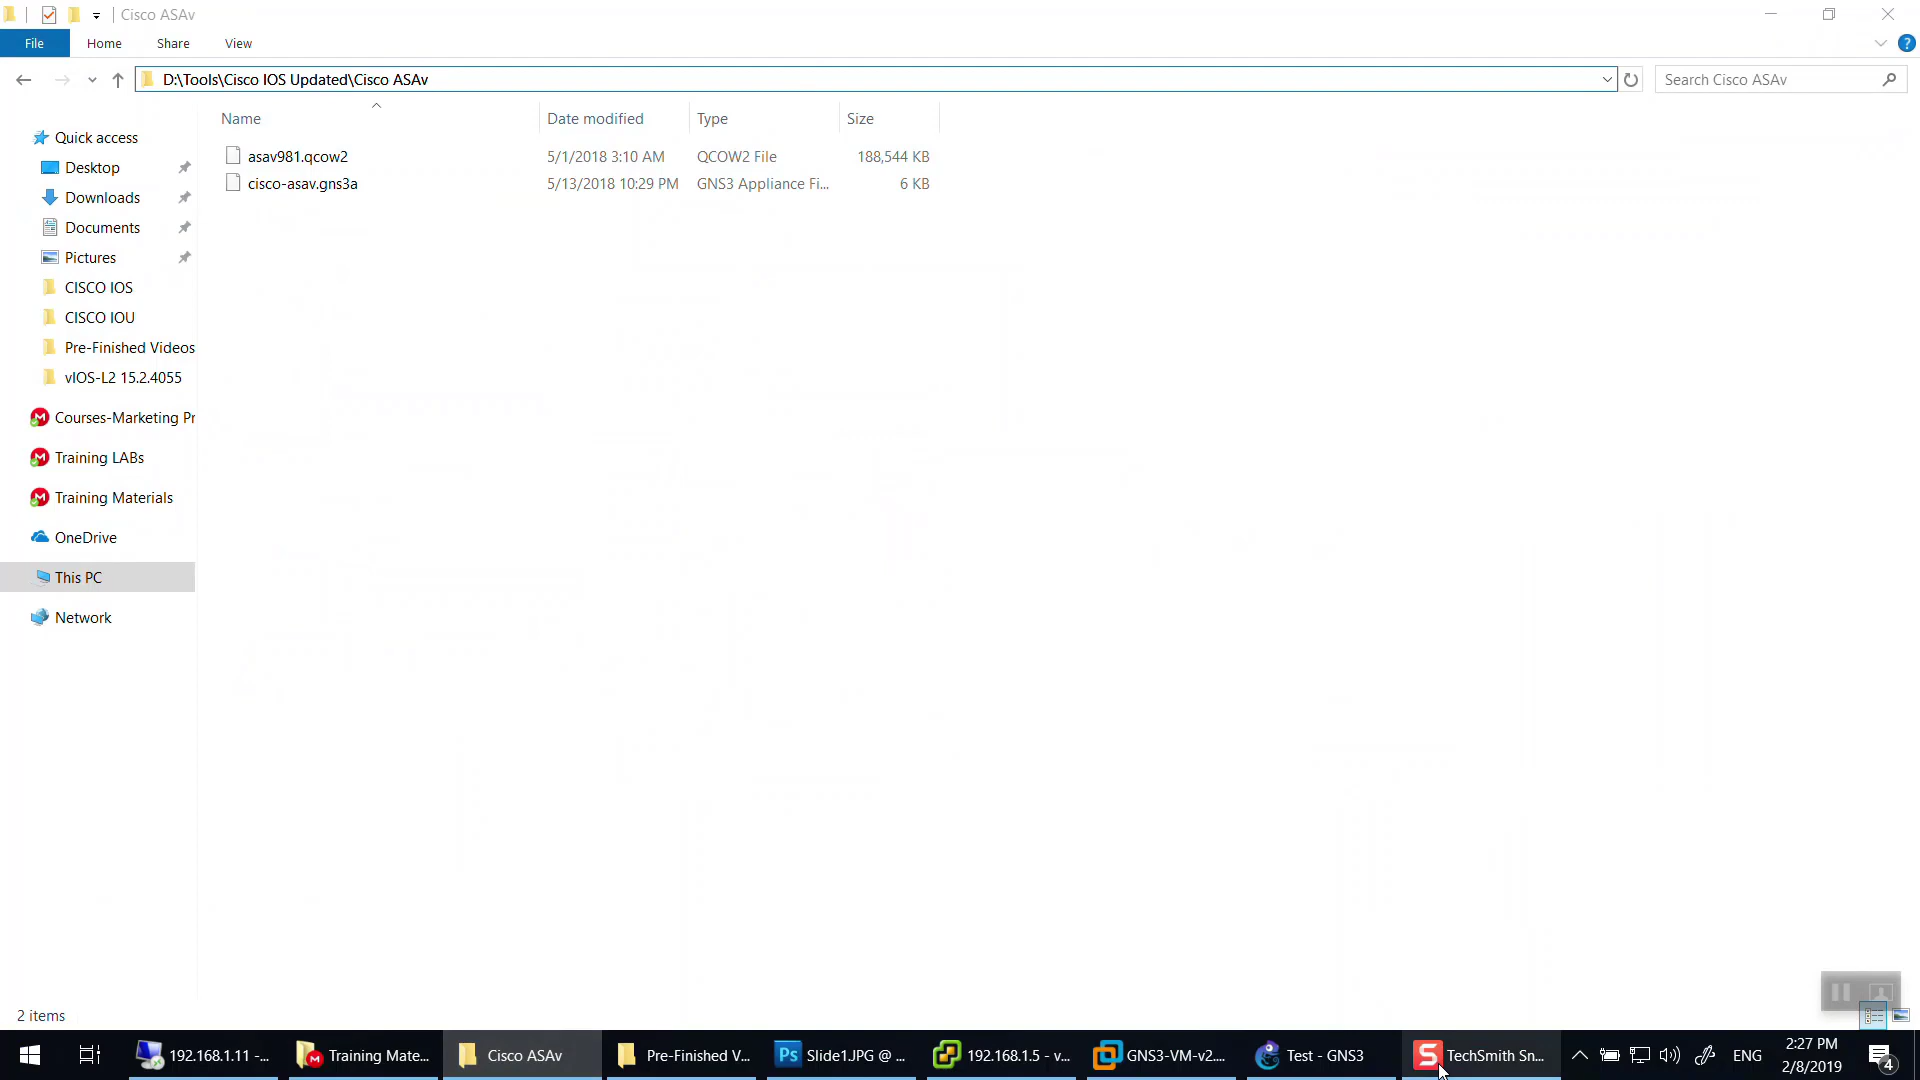 Cisco ASAv
File Home Share View
D:\Tools\Cisco IOS Updated\Cisco ASAv
Search Cisco ASAv
Name Date modified Type Size
asav981.qcow2 5/1/2018 3:10 AM QCOW2 File 188,544 KB
cisco-asav.gns3a 5/13/2018 10:29 PM GNS3 Appliance Fi... 6 KB
Quick access
Desktop
Downloads
Documents
Pictures
CISCO IOS
CISCO IOU
Pre-Finished Videos
vIOS-L2 15.2.4055
Courses-Marketing Pr
Training LABs
Training Materials
OneDrive
This PC
Network
2 items
192.168.1.11 -... Training Mate... Cisco ASAv Pre-Finished V... Ps Slide1.JPG @ ... 192.168.1.5 - v... GNS3-VM-v2.... Test - GNS3 S TechSmith Sn... ENG 2:27 PM
2/8/2019 4